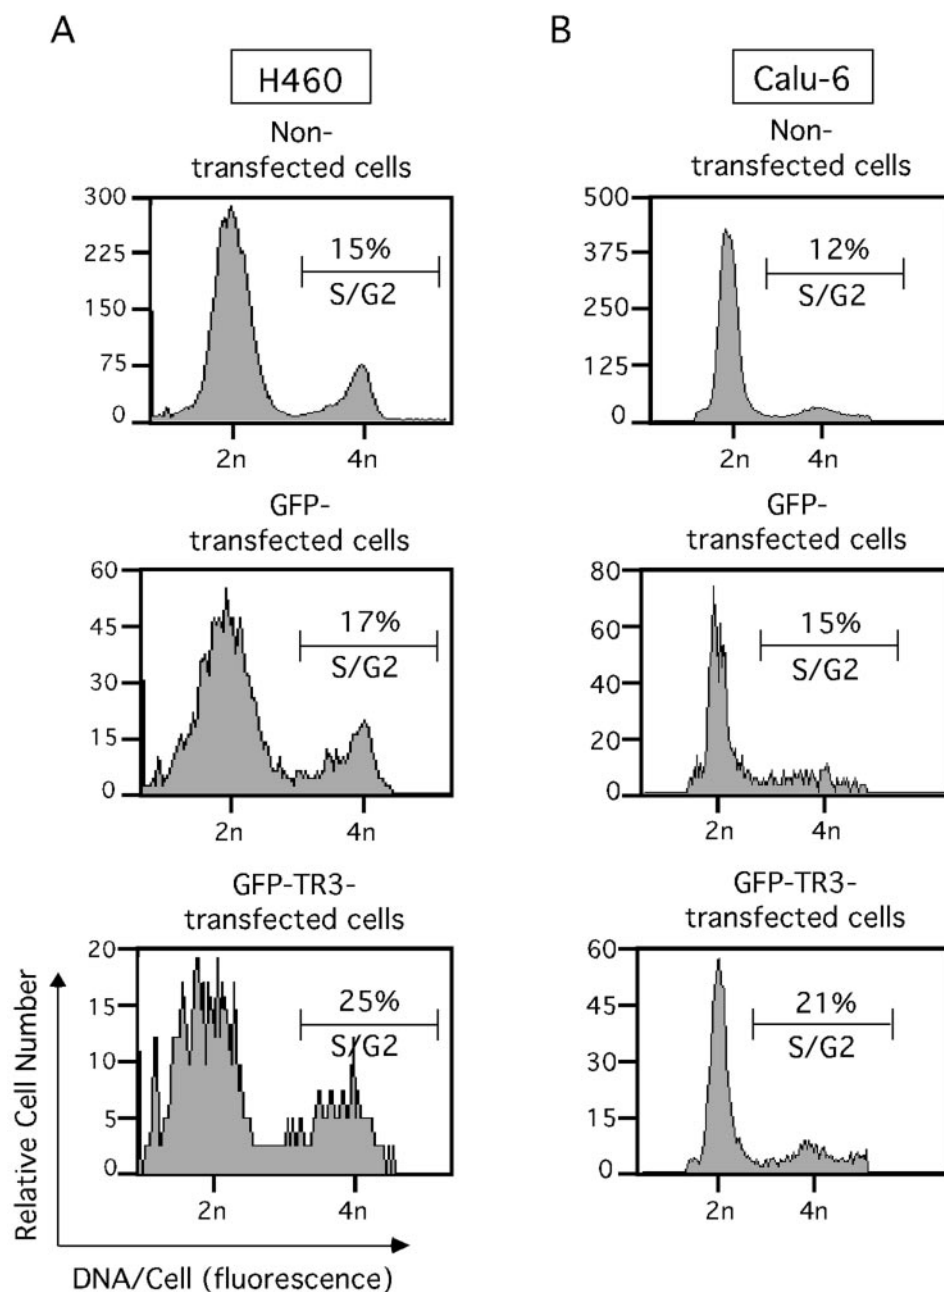 A
H460
Non-
transfected cells
300
225
150
75
0
15%
S/G2
2n
4n
GFP-
transfected cells
60
45
30
15
0
17%
S/G2
2n
4n
GFP-TR3-
transfected cells
20
15
10
5
0
25%
S/G2
2n
4n
Relative Cell Number
DNA/Cell (fluorescence)
B
Calu-6
Non-
transfected cells
500
375
250
125
0
12%
S/G2
2n
4n
GFP-
transfected cells
80
60
40
20
0
15%
S/G2
2n
4n
GFP-TR3-
transfected cells
60
45
30
15
0
21%
S/G2
2n
4n